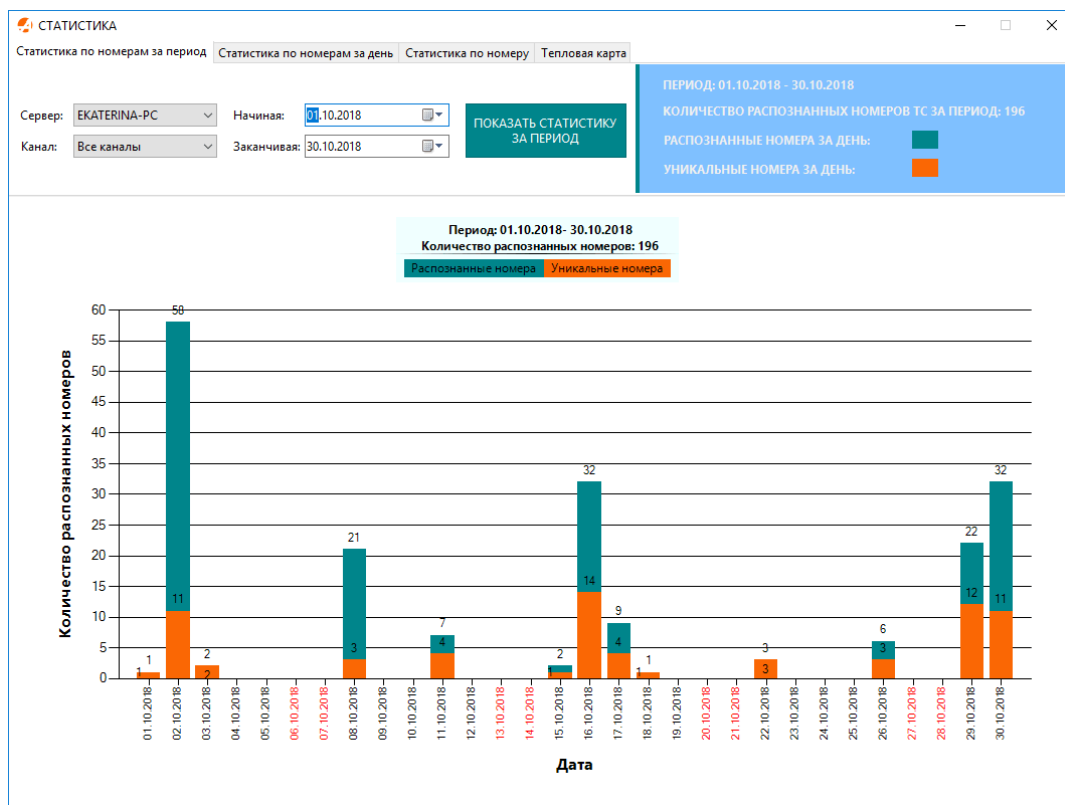 СТАТИСТИКА
Статистика по номерам за период Статистика по номерам за день Статистика по номеру Тепловая карта
Сервер: EKATERINA-PC Начиная: 01.10.2018
Канал: Все каналы Заканчивая: 30.10.2018
ПОКАЗАТЬ СТАТИСТИКУ
ЗА ПЕРИОД
ПЕРИОД: 01.10.2018 - 30.10.2018
КОЛИЧЕСТВО РАСПОЗНАННЫХ НОМЕРОВ ТС ЗА ПЕРИОД: 196
РАСПОЗНАННЫЕ НОМЕРА ЗА ДЕНЬ:
УНИКАЛЬНЫЕ НОМЕРА ЗА ДЕНЬ:
Период: 01.10.2018- 30.10.2018
Количество распознанных номеров: 196
Распознанные номера Уникальные номера
Количество распознанных номеров
60
55
50
45
40
35
30
25
20
15
10
5
0
1 58 2 21 7 2 32 9 1 3 6 22 32
1 11 2 3 4 1 14 4 1 3 3 12 11
01.10.2018
02.10.2018
03.10.2018
04.10.2018
05.10.2018
06.10.2018
07.10.2018
08.10.2018
09.10.2018
10.10.2018
11.10.2018
12.10.2018
13.10.2018
14.10.2018
15.10.2018
16.10.2018
17.10.2018
18.10.2018
19.10.2018
20.10.2018
21.10.2018
22.10.2018
23.10.2018
24.10.2018
25.10.2018
26.10.2018
27.10.2018
28.10.2018
29.10.2018
30.10.2018
Дата